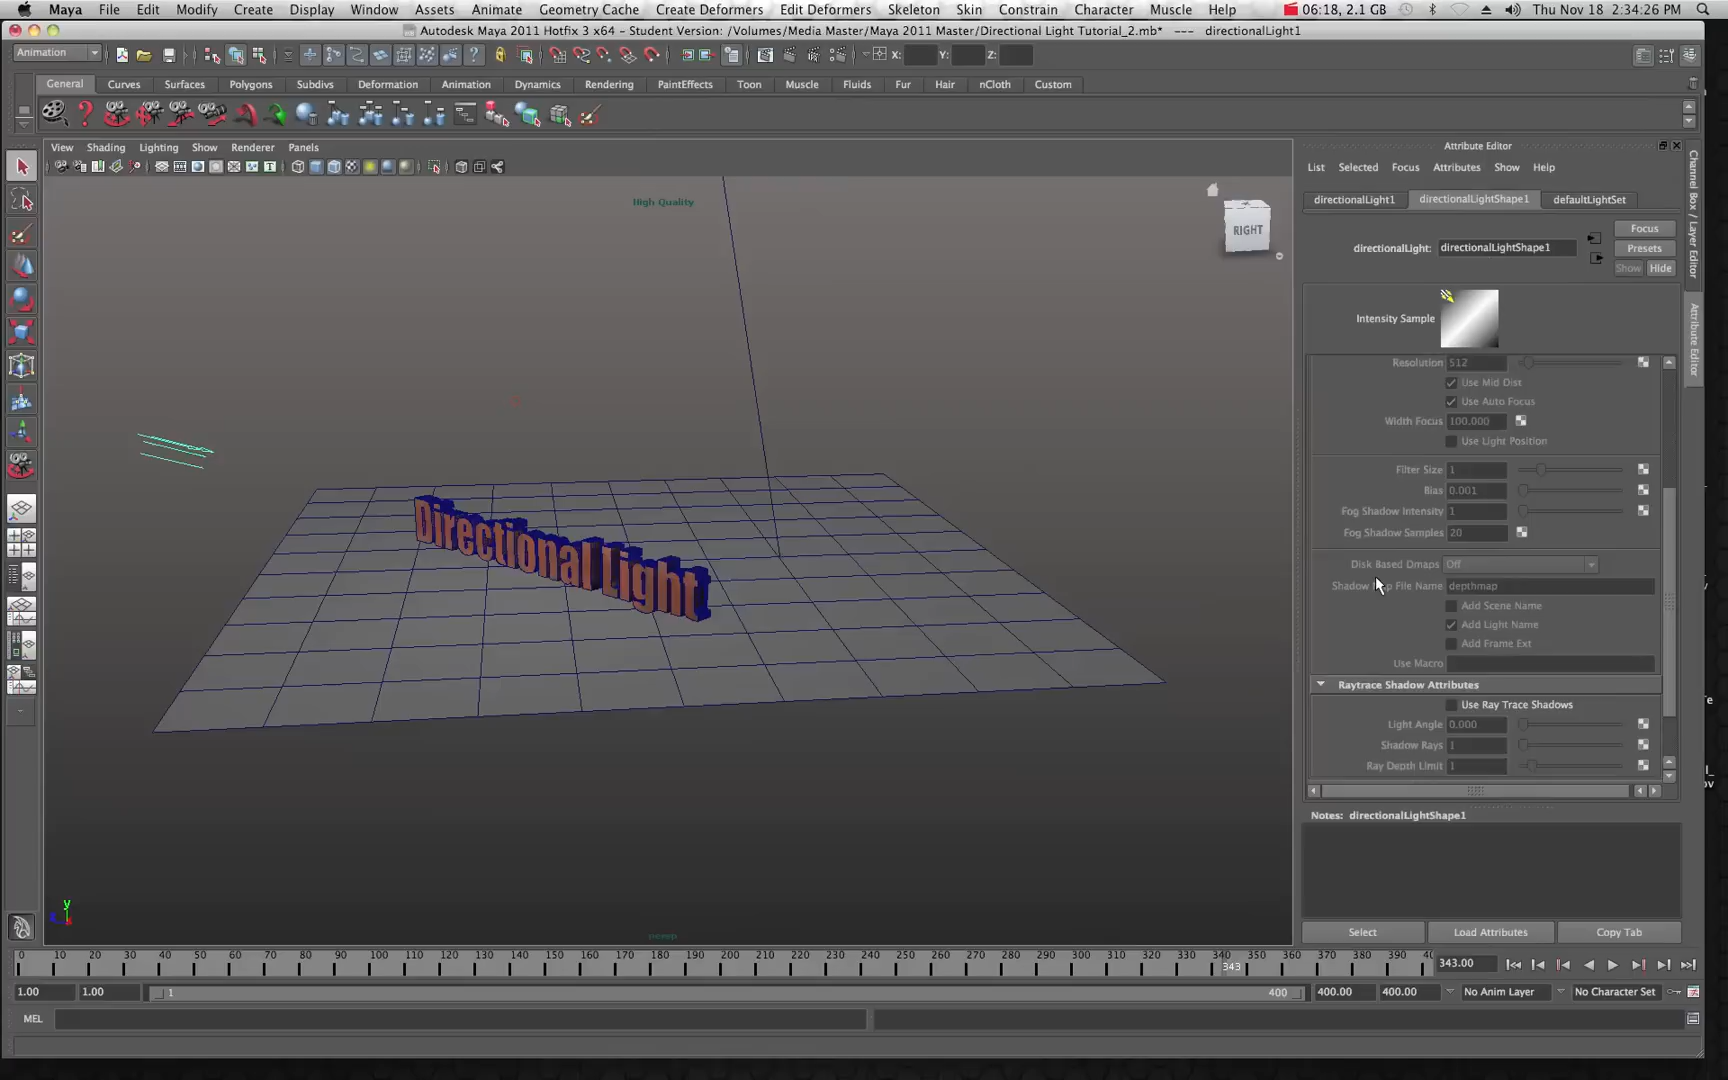 Maya File Edit Modify Create Display Window Assets Animate Geometry Cache Create Deformers Edit Deformers Skeleton Skin Constrain Character Muscle Help 06:18, 2.1 GB Thu Nov 18 2:34:26 PM
Autodesk Maya 2011 Hotfix 3 x64 - Student Version: /Volumes/Media Master/Maya 2011 Master/Directional Light Tutorial_2.mb* --- directionalLight1
Animation X: Y: Z:
General Curves Surfaces Polygons Subdivs Deformation Animation Rendering PaintEffects Toon Muscle Fluids Fur Hair nCloth Custom
View Shading Lighting Show Renderer Panels
High Quality
RIGHT
Directional Light
persp
y
Attribute Editor
List Selected Focus Attributes Show Help
directionalLight1 directionalLightShape1 defaultLightSet
Focus
directionalLight: directionalLightShape1 Presets
Show Hide
Intensity Sample
Resolution 512
Use Mid Dist
Use Auto Focus
Width Focus 100.000
Use Light Position
Filter Size 1
Bias 0.001
Fog Shadow Intensity 1
Fog Shadow Samples 20
Disk Based Dmaps Off
Shadow File Name depthmap
Add Scene Name
Add Light Name
Add Frame Ext
Use Macro
Raytrace Shadow Attributes
Use Ray Trace Shadows
Light Angle 0.000
Shadow Rays 1
Ray Depth Limit 1
Notes: directionalLightShape1
Select Load Attributes Copy Tab
Channel Box / Layer Editor
Attribute Editor
0 10 20 30 40 50 60 70 80 90 100 110 120 130 140 150 160 170 180 190 200 210 220 230 240 250 260 270 280 290 300 310 320 330 340 350 360 370 380 390 40
343 343.00
1.00 1.00 1 400 400.00 400.00 No Anim Layer No Character Set
MEL